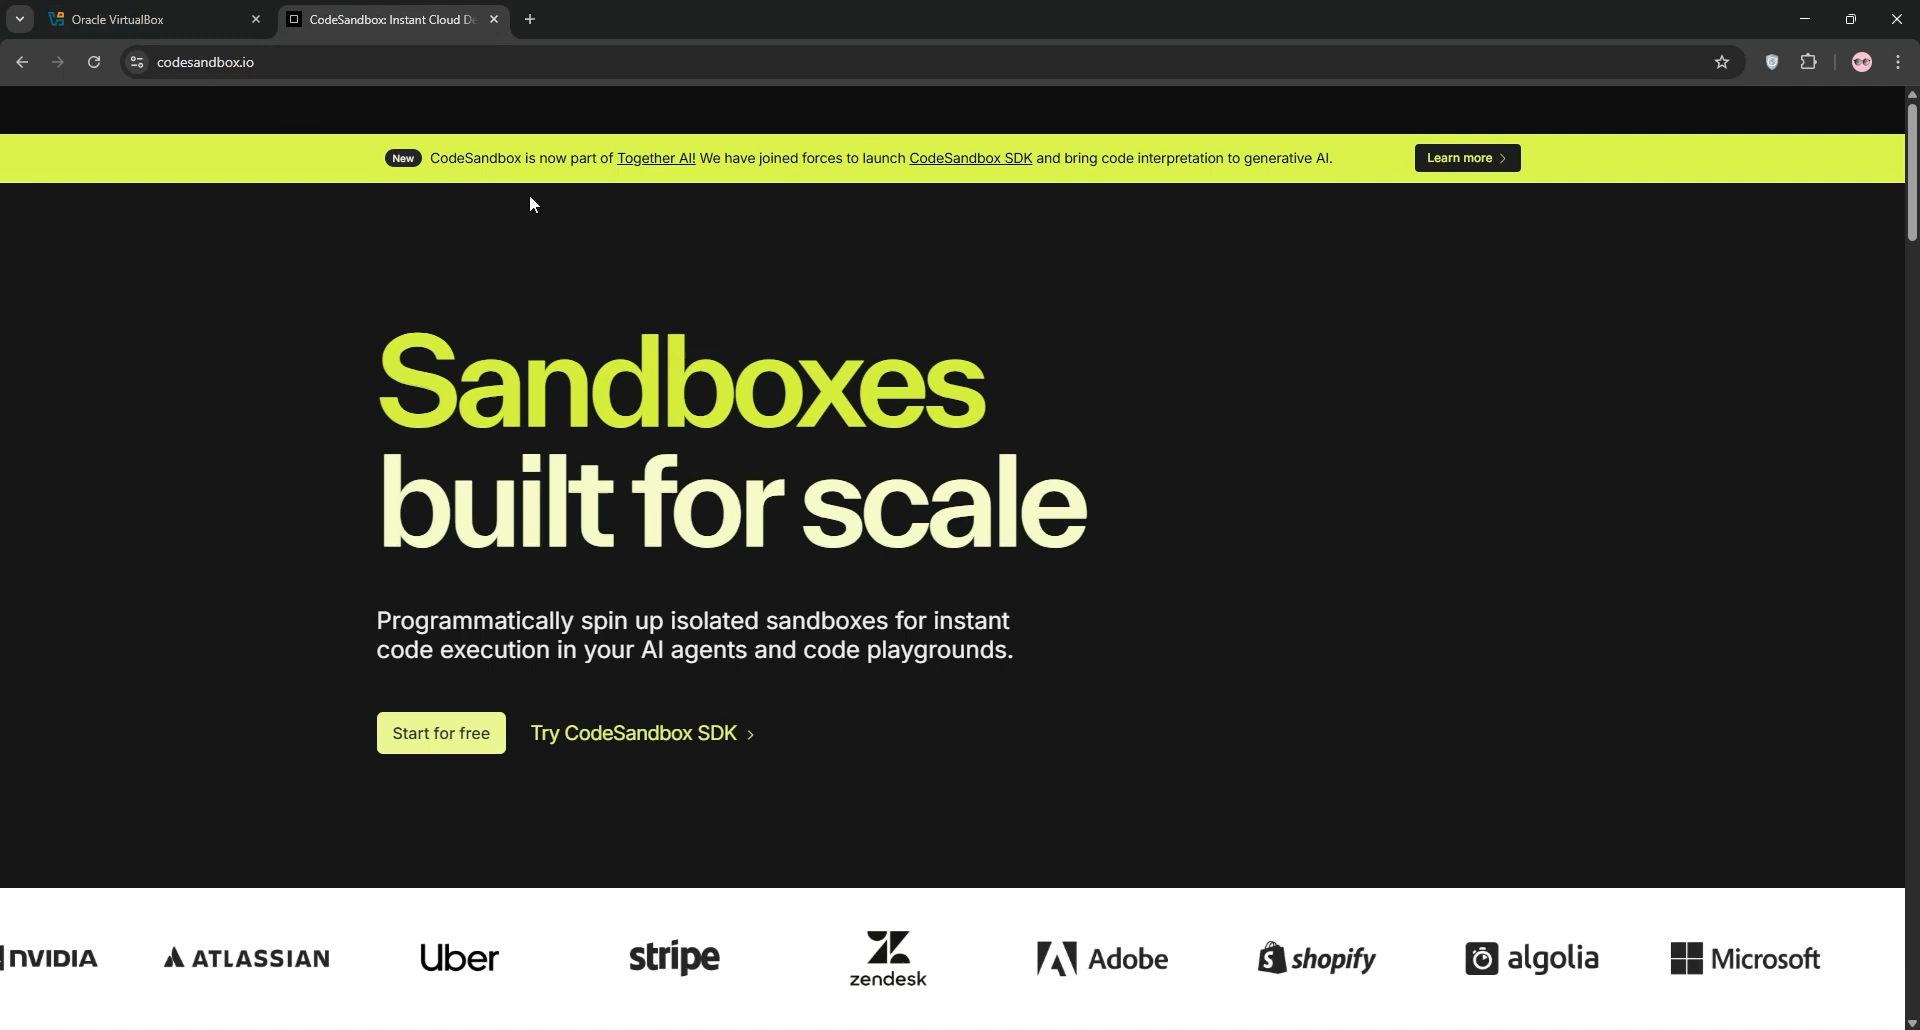 Oracle VirtualBox
CodeSandbox: Instant Cloud De
codesandbox.io
New CodeSandbox is now part of Together AI! We have joined forces to launch CodeSandbox SDK and bring code interpretation to generative AI. Learn more
Sandboxes
built for scale
Programmatically spin up isolated sandboxes for instant
code execution in your AI agents and code playgrounds.
Start for free Try CodeSandbox SDK
NVIDIA ATLASSIAN Uber stripe zendesk Adobe shopify algolia Microsoft